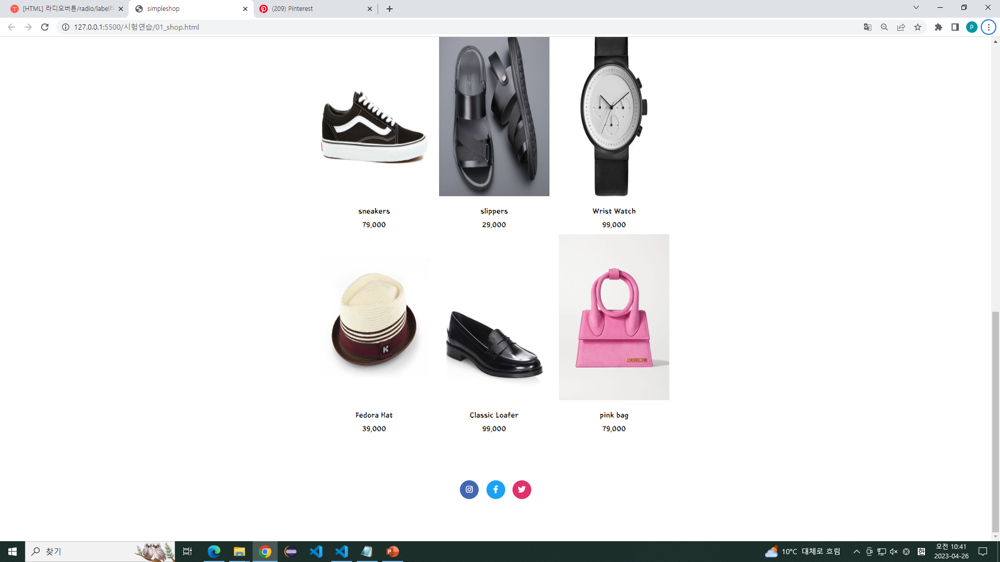 [HTML] 라디오버튼/radio/label태
simpleshop
(209) Pinterest
127.0.0.1:5500/시험연습/01_shop.html
P
sneakers
79,000
slippers
29,000
Wrist Watch
99,000
K
JACQUEMUS
Fedora Hat
39,000
Classic Loafer
99,000
pink bag
79,000
찾기
10°C 대체로 흐림
한
오전 10:41
2023-04-26